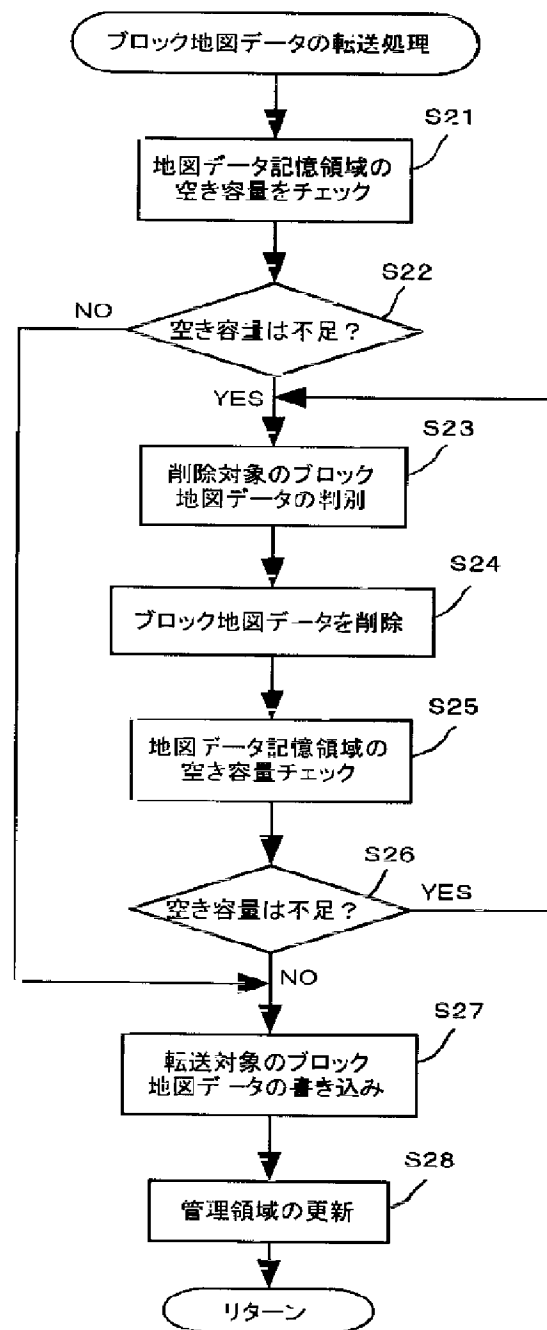 ブロック地図データの転送処理
S21
地図データ記憶領域の
空き容量をチェック
S22
NO
空き容量は不足？
YES
S23
削除対象のブロック
地図データの判別
S24
ブロック地図データを削除
S25
地図データ記憶領域の
空き容量チェック
S26
空き容量は不足？
YES
NO
S27
転送対象のブロック
地図データの書き込み
S28
管理領域の更新
リターン